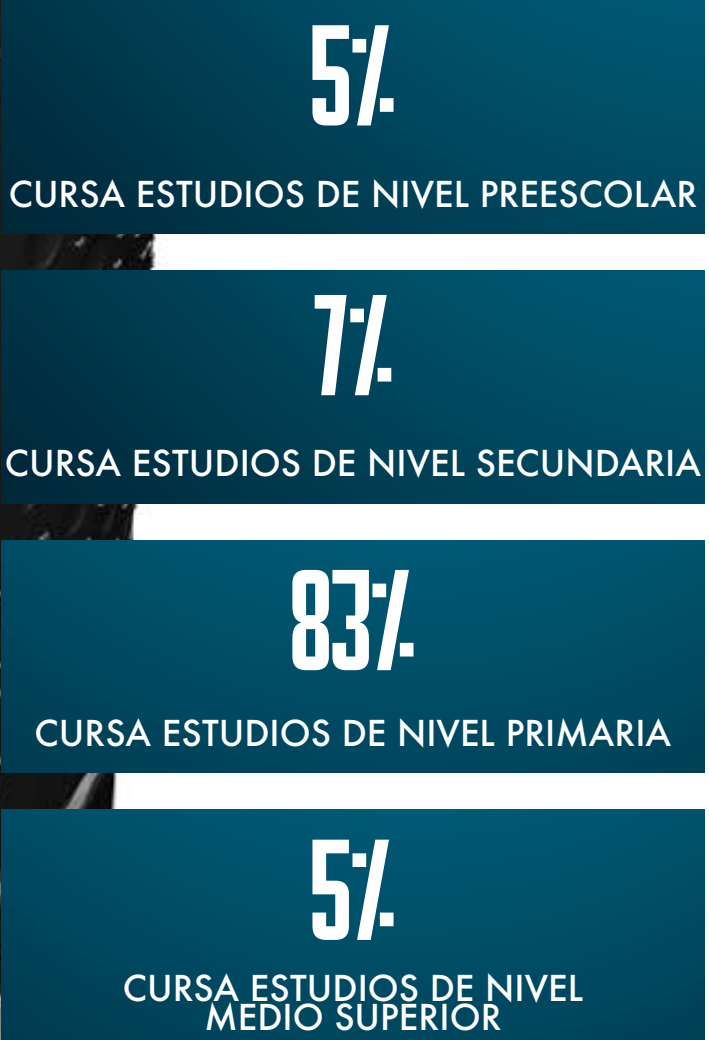 5%
CURSA ESTUDIOS DE NIVEL PREESCOLAR
7%
CURSA ESTUDIOS DE NIVEL SECUNDARIA
83%
CURSA ESTUDIOS DE NIVEL PRIMARIA
5%
CURSA ESTUDIOS DE NIVEL
MEDIO SUPERIOR